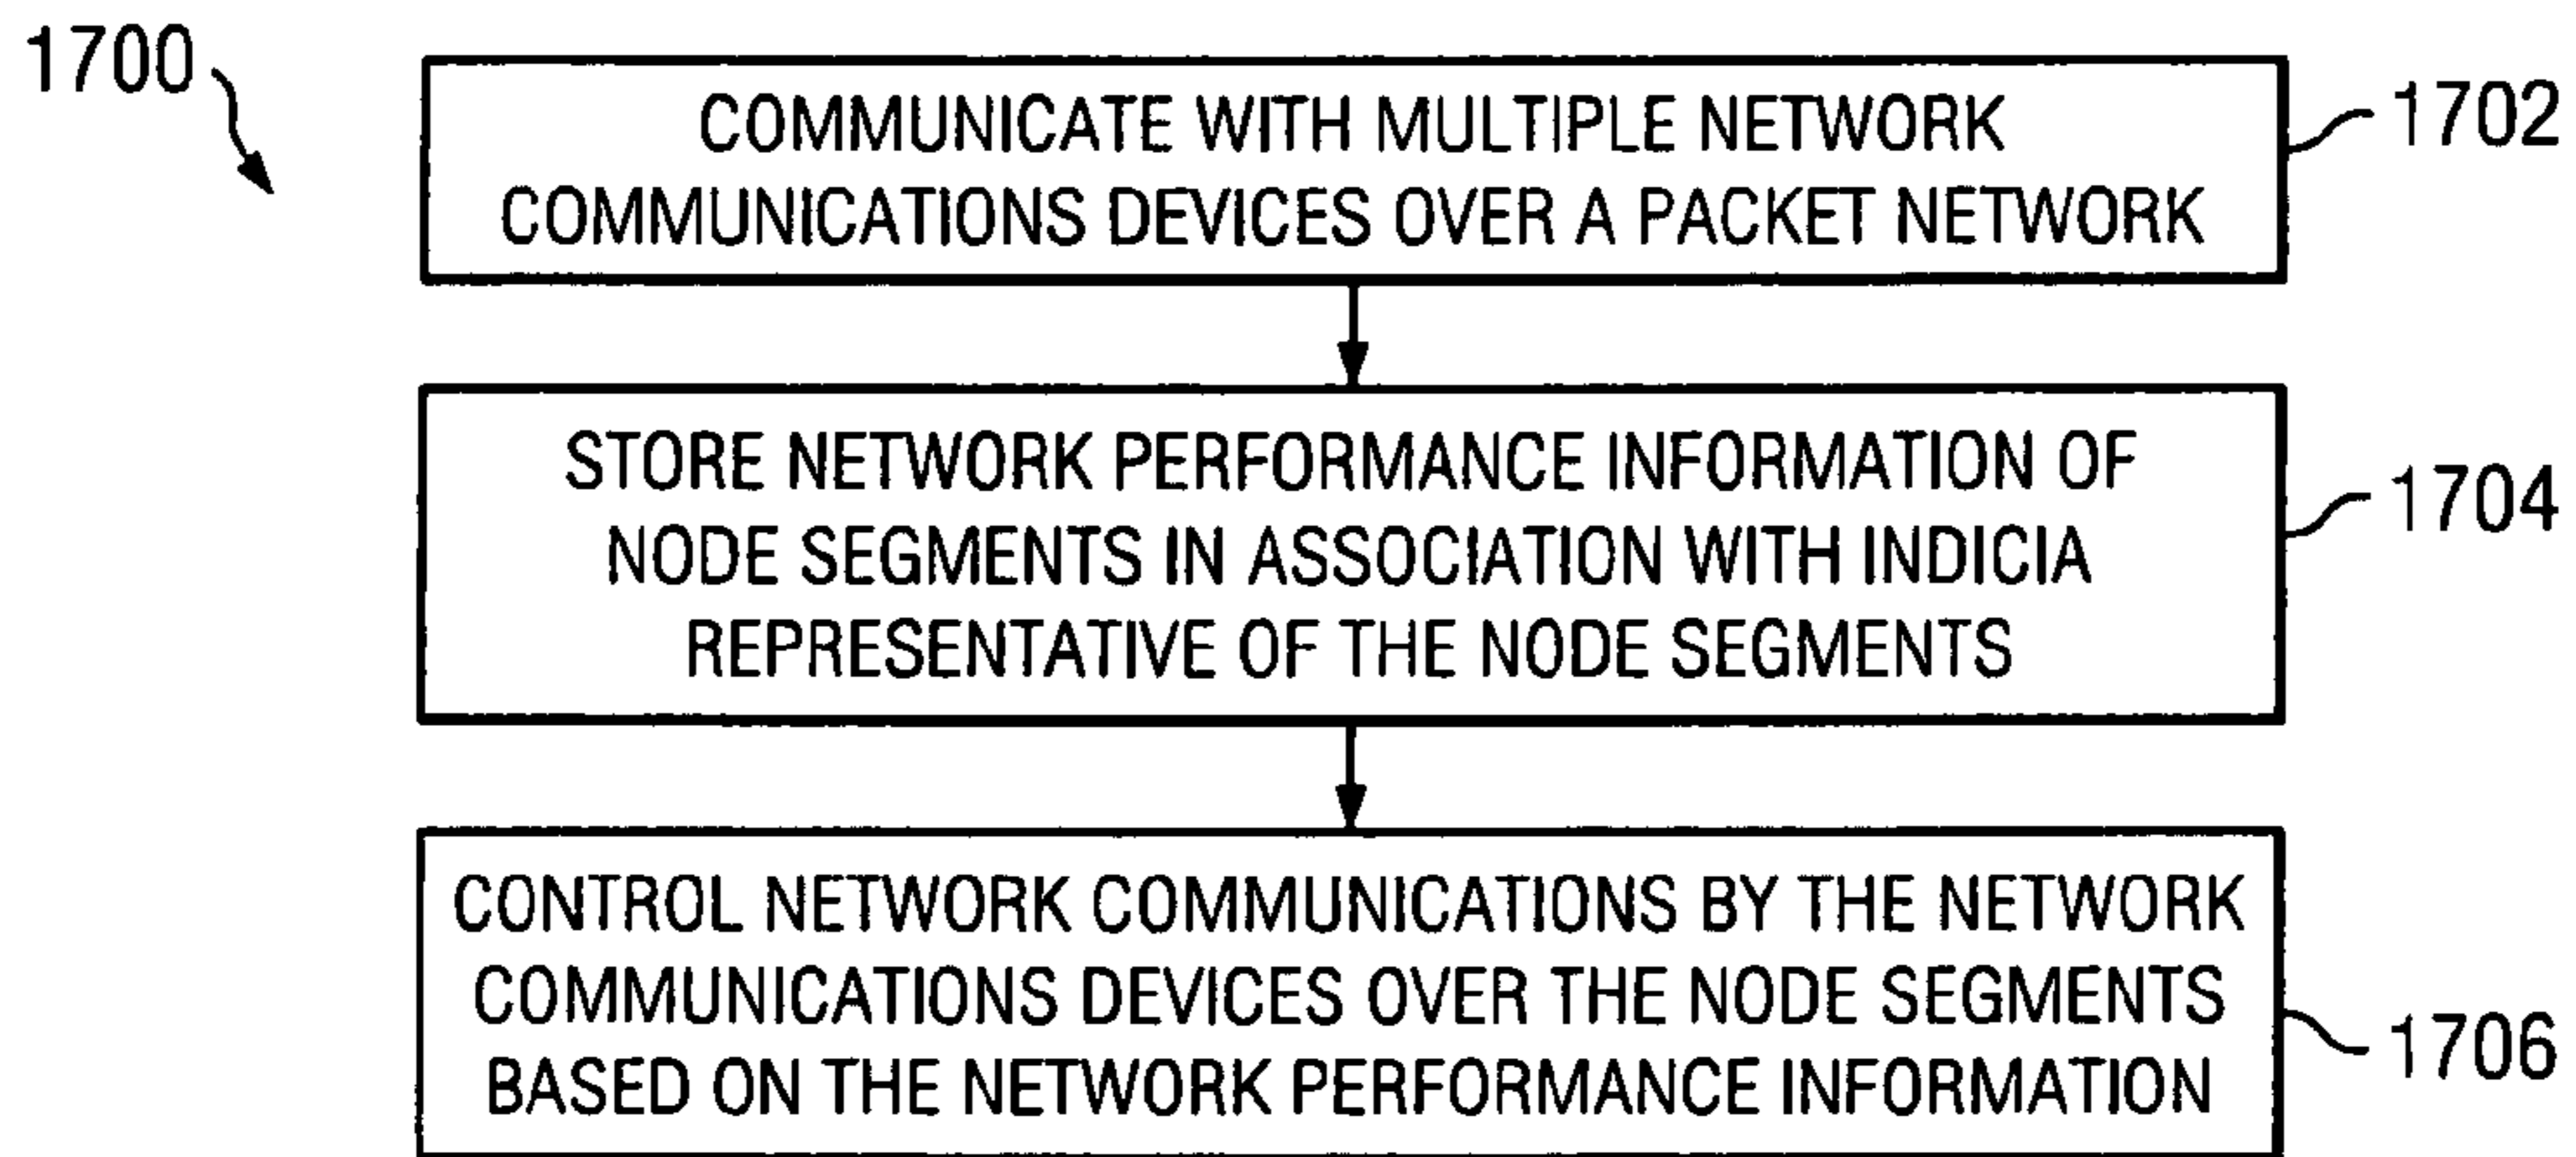 1700
COMMUNICATE WITH MULTIPLE NETWORK
COMMUNICATIONS DEVICES OVER A PACKET NETWORK
1702
STORE NETWORK PERFORMANCE INFORMATION OF
NODE SEGMENTS IN ASSOCIATION WITH INDICIA
REPRESENTATIVE OF THE NODE SEGMENTS
1704
CONTROL NETWORK COMMUNICATIONS BY THE NETWORK
COMMUNICATIONS DEVICES OVER THE NODE SEGMENTS
BASED ON THE NETWORK PERFORMANCE INFORMATION
1706